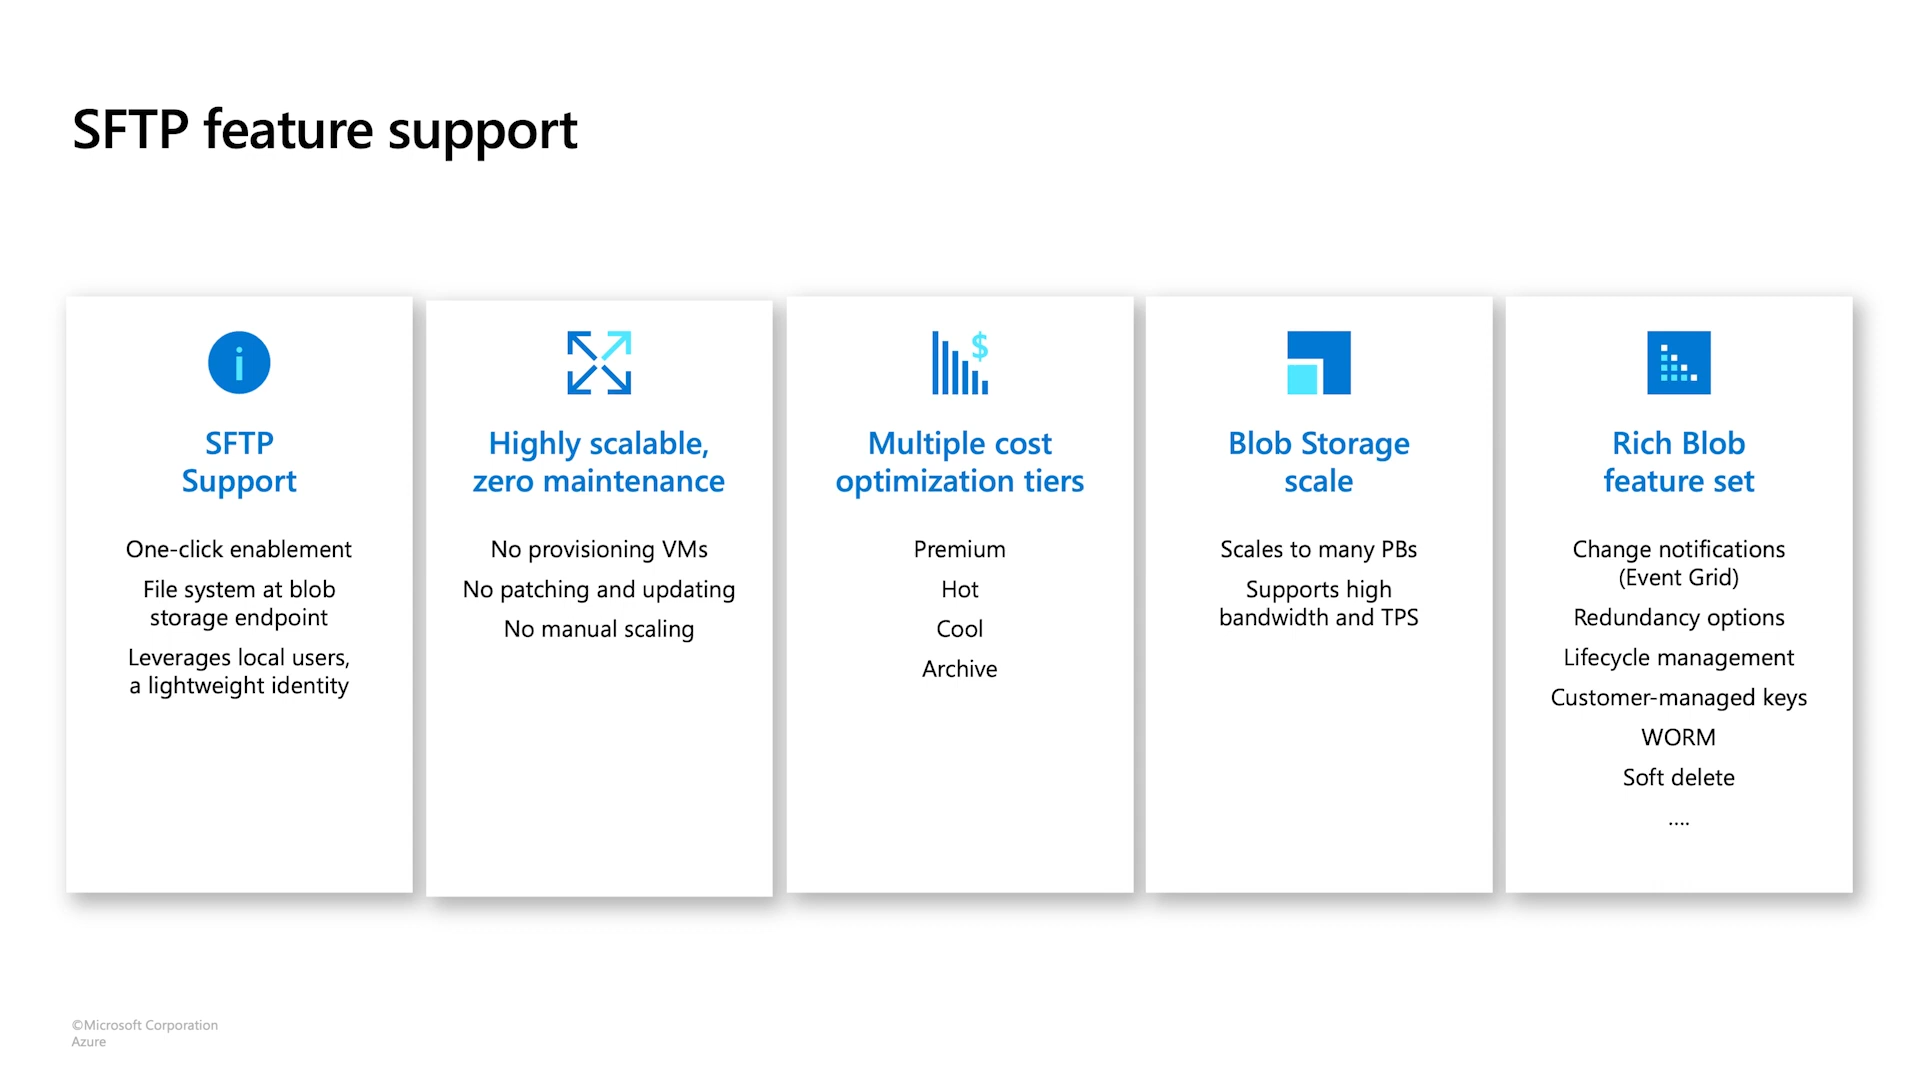 SFTP feature support
SFTP
Support
One-click enablement
File system at blob
storage endpoint
Leverages local users,
a lightweight identity
Highly scalable,
zero maintenance
No provisioning VMs
No patching and updating
No manual scaling
$
Multiple cost
optimization tiers
Premium
Hot
Cool
Archive
Blob Storage
scale
Scales to many PBs
Supports high
bandwidth and TPS
Rich Blob
feature set
Change notifications
(Event Grid)
Redundancy options
Lifecycle management
Customer-managed keys
WORM
Soft delete
....
©Microsoft Corporation
Azure